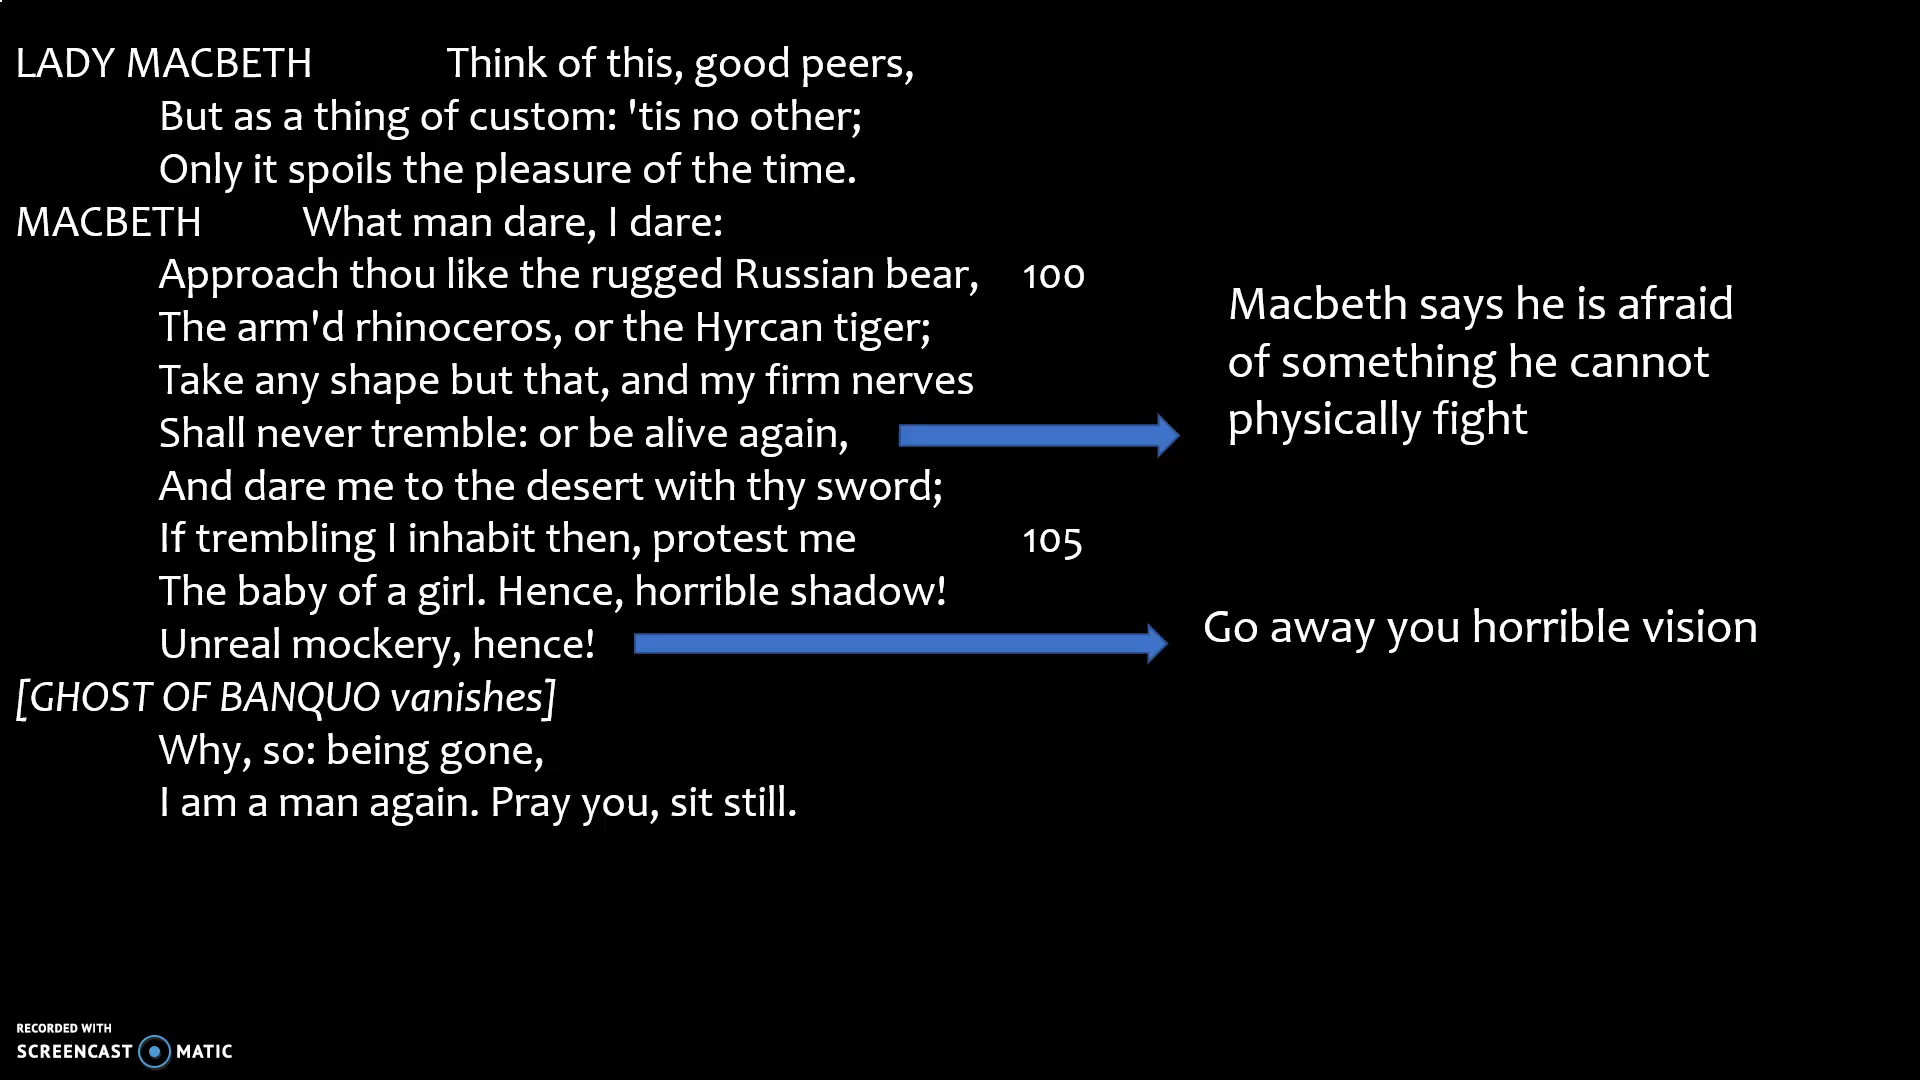 LADY MACBETH Think of this, good peers,
But as a thing of custom: 'tis no other;
Only it spoils the pleasure of the time.
MACBETH What man dare, I dare:
Approach thou like the rugged Russian bear, 100
The arm'd rhinoceros, or the Hyrcan tiger;
Take any shape but that, and my firm nerves
Shall never tremble: or be alive again,
And dare me to the desert with thy sword;
If trembling I inhabit then, protest me 105
The baby of a girl. Hence, horrible shadow!
Unreal mockery, hence!
[GHOST OF BANQUO vanishes]
Why, so: being gone,
I am a man again. Pray you, sit still.
Macbeth says he is afraid
of something he cannot
physically fight
Go away you horrible vision
RECORDED WITH
SCREENCAST MATIC